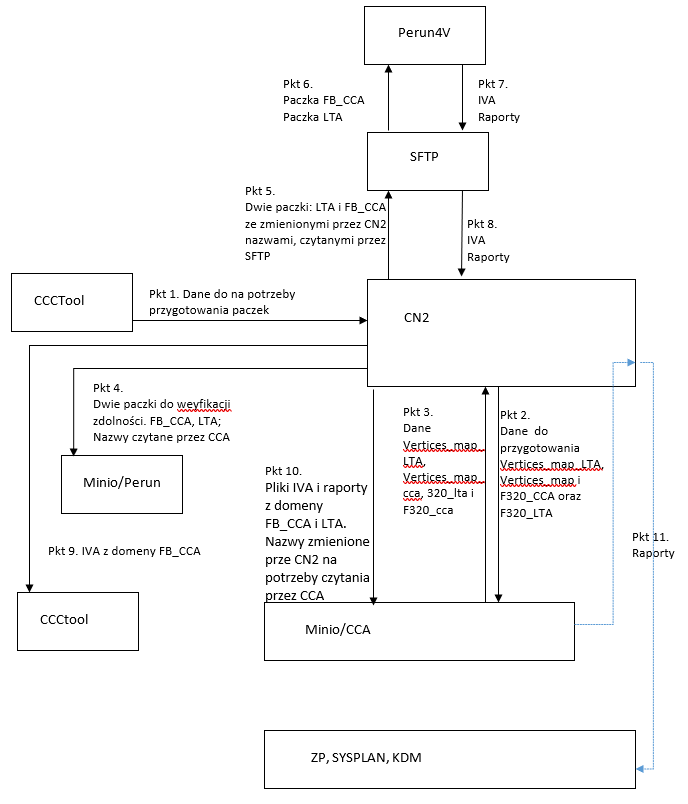 Perun4V
Pkt 6.
Paczka FB_CCA
Paczka LTA
Pkt 7.
IVA
Raporty
SFTP
Pkt 5.
Dwie paczki: LTA i FB_CCA
ze zmienionymi przez CN2
nazwami, czytanymi przez
SFTP
Pkt 8.
IVA
Raporty
CCCTool
Pkt 1. Dane do na potrzeby
przygotowania paczek
CN2
Pkt 4.
Dwie paczki do weyfikacji
zdolności. FB_CCA, LTA;
Nazwy czytane przez CCA
Minio/Perun
Pkt 3.
Dane
Vertices_map_
LTA,
Vertices_map_
cca, 320_lta i
F320_cca
Pkt 2.
Dane do
przygotowania
Vertices_map_LTA,
Vertices_map i
F320_CCA oraz
F320_LTA
Pkt 10.
Pliki IVA i raporty
z domeny
FB_CCA i LTA.
Nazwy zmienione
prze CN2 na
potrzeby czytania
przez CCA
Pkt 11.
Raporty
Pkt 9. IVA z domeny FB_CCA
CCCtool
Minio/CCA
ZP, SYSPLAN, KDM